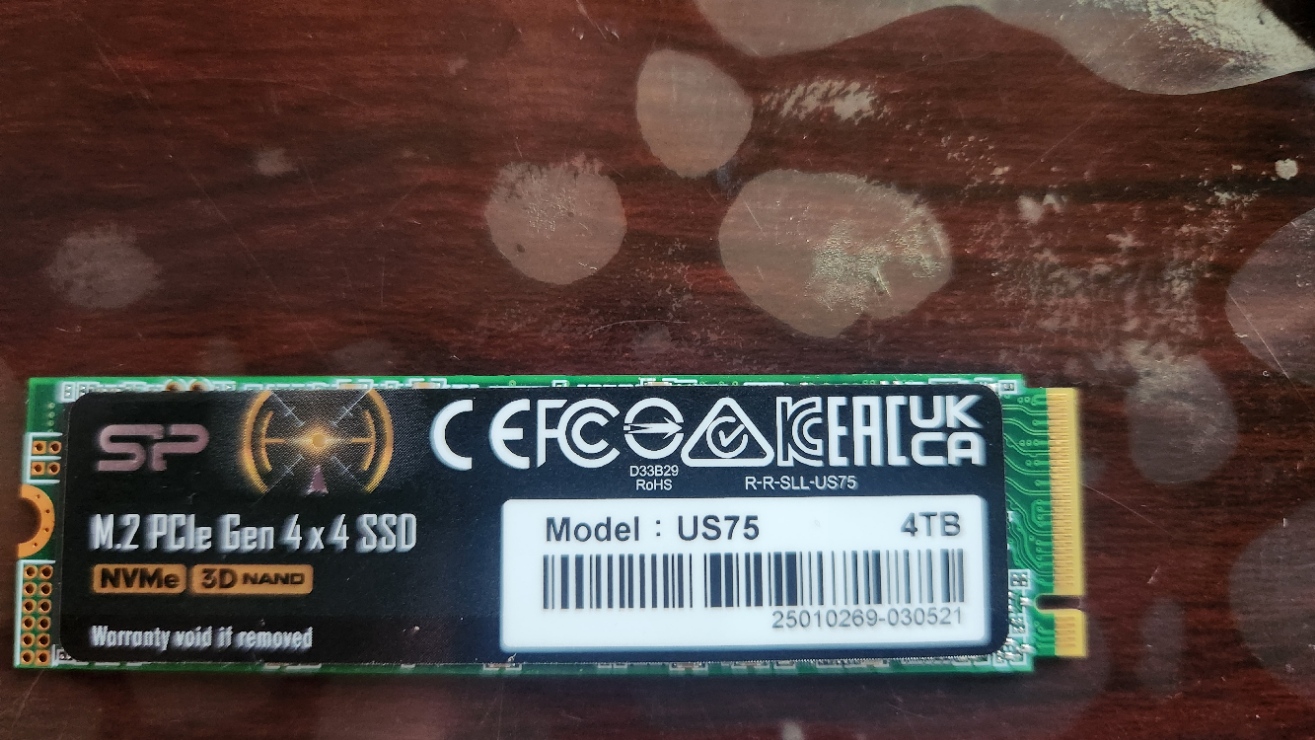 SP
CE FC UK
CA
D33B29
RoHS
R-R-SLL-US75
M.2 PCIe Gen 4 x 4 SSD
NVMe 3D NAND
Warranty void if removed
Model : US75 4TB
25010269-030521